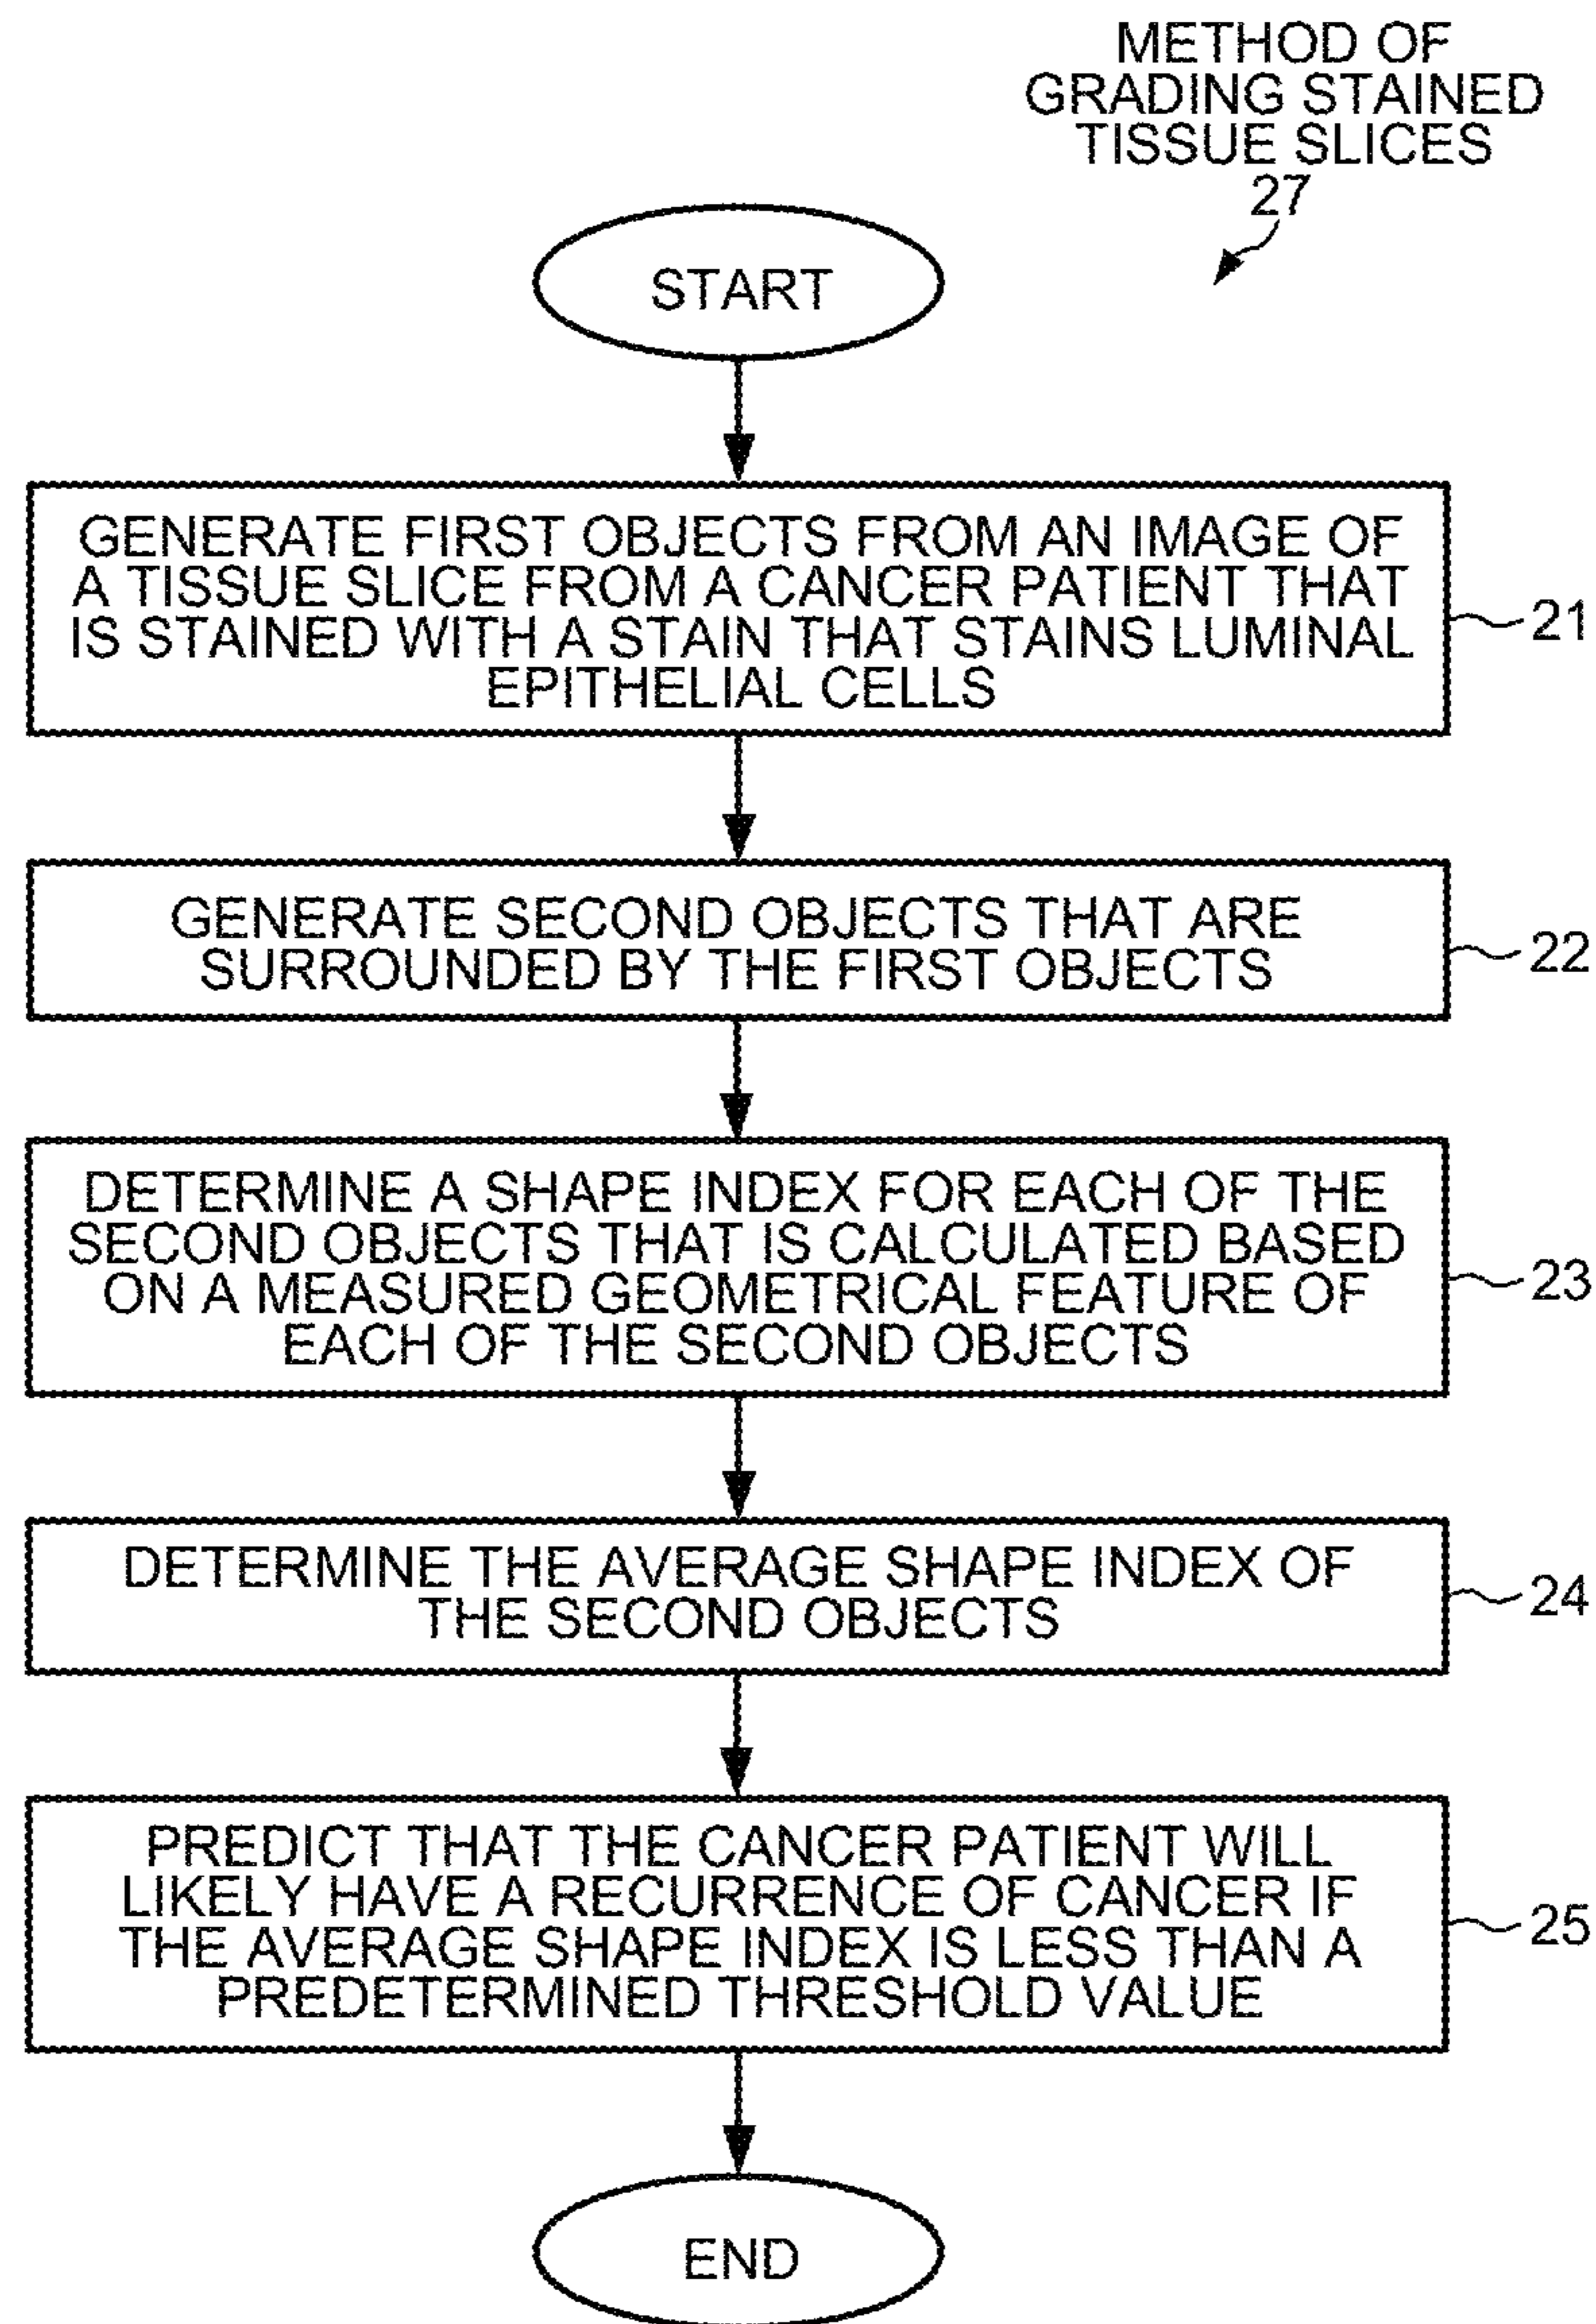 METHOD OF
GRADING STAINED
TISSUE SLICES
27
START
GENERATE FIRST OBJECTS FROM AN IMAGE OF
A TISSUE SLICE FROM A CANCER PATIENT THAT
IS STAINED WITH A STAIN THAT STAINS LUMINAL
EPITHELIAL CELLS
21
GENERATE SECOND OBJECTS THAT ARE
SURROUNDED BY THE FIRST OBJECTS
22
DETERMINE A SHAPE INDEX FOR EACH OF THE
SECOND OBJECTS THAT IS CALCULATED BASED
ON A MEASURED GEOMETRICAL FEATURE OF
EACH OF THE SECOND OBJECTS
23
DETERMINE THE AVERAGE SHAPE INDEX OF
THE SECOND OBJECTS
24
PREDICT THAT THE CANCER PATIENT WILL
LIKELY HAVE A RECURRENCE OF CANCER IF
THE AVERAGE SHAPE INDEX IS LESS THAN A
PREDETERMINED THRESHOLD VALUE
25
END